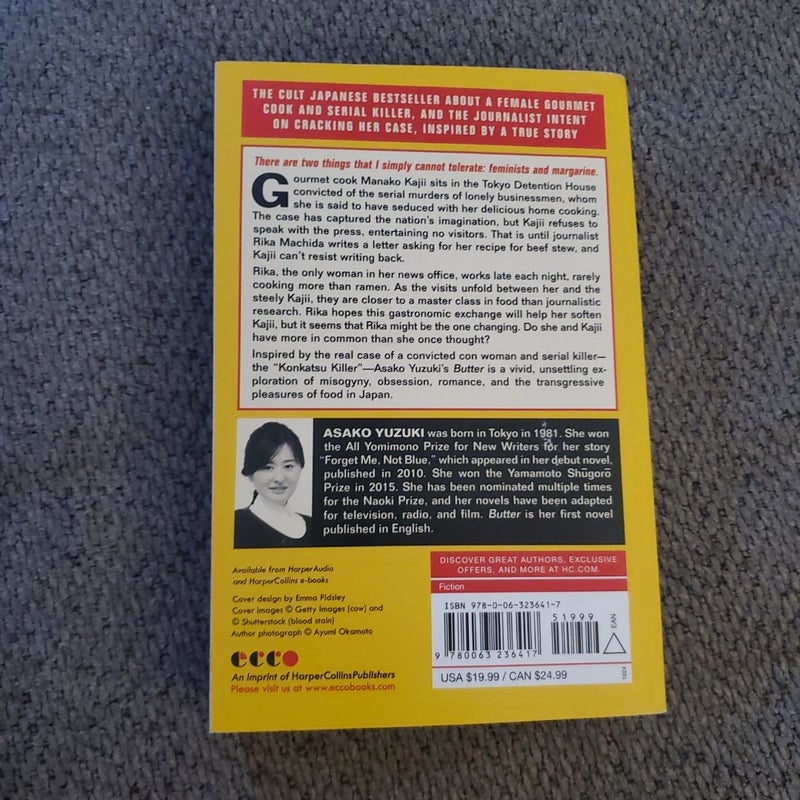 THE CULT JAPANESE BESTSELLER ABOUT A FEMALE GOURMET
COOK AND SERIAL KILLER, AND THE JOURNALIST INTENT
ON CRACKING HER CASE, INSPIRED BY A TRUE STORY
There are two things that I simply cannot tolerate: feminists and margarine.
Gourmet cook Manako Kajii sits in the Tokyo Detention House
convicted of the serial murders of lonely businessmen, whom
she is said to have seduced with her delicious home cooking.
The case has captured the nation's imagination, but Kajii refuses to
speak with the press, entertaining no visitors. That is until journalist
Rika Machida writes a letter asking for her recipe for beef stew, and
Kajii can't resist writing back.
Rika, the only woman in her news office, works late each night, rarely
cooking more than ramen. As the visits unfold between her and the
steely Kajii, they are closer to a master class in food than journalistic
research. Rika hopes this gastronomic exchange will help her soften
Kajii, but it seems that Rika might be the one changing. Do she and Kajii
have more in common than she once thought?
Inspired by the real case of a convicted con woman and serial killer—
the "Konkatsu Killer"—Asako Yuzuki's Butter is a vivid, unsettling ex-
ploration of misogyny, obsession, romance, and the transgressive
pleasures of food in Japan.
ASAKO YUZUKI was born in Tokyo in 1981. She won
the All Yomimono Prize for New Writers for her story
"Forget Me, Not Blue," which appeared in her debut novel,
published in 2010. She won the Yamamoto Shūgorō
Prize in 2015. She has been nominated multiple times
for the Naoki Prize, and her novels have been adapted
for television, radio, and film. Butter is her first novel
published in English.
Available from HarperAudio
and HarperCollins e-books
Cover design by Emma Pidsley
Cover images © Getty Images (cow) and
© Shutterstock (blood stain)
Author photograph © Ayumi Okamoto
ecco
An Imprint of HarperCollinsPublishers
Please visit us at www.eccobooks.com
DISCOVER GREAT AUTHORS, EXCLUSIVE
OFFERS, AND MORE AT HC.COM.
Fiction
ISBN 978-0-06-323641-7
51999
EAN
9 780063 236417
USA $19.99 / CAN $24.99
1024